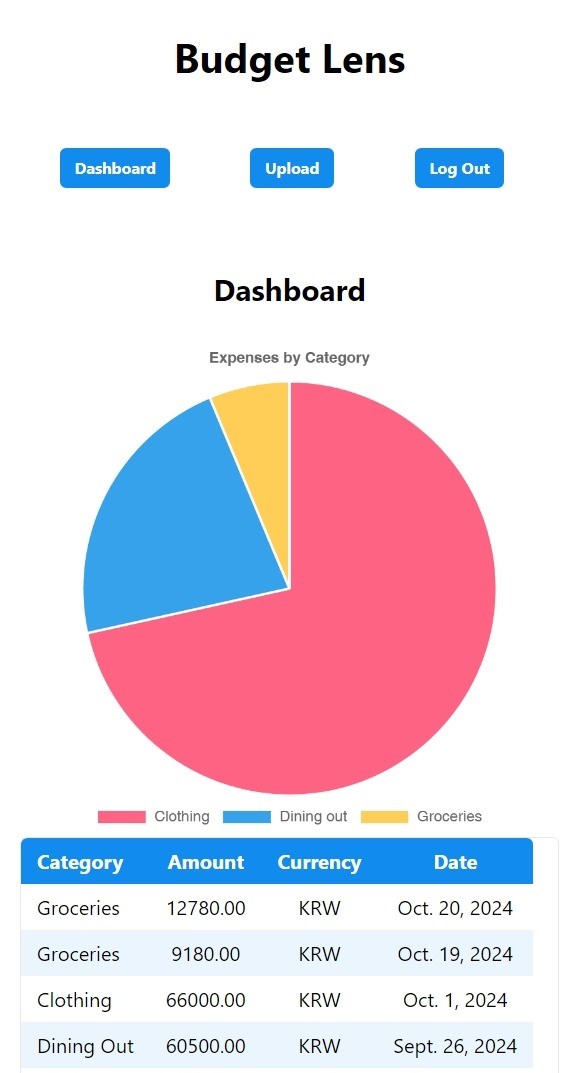 Budget Lens
Dashboard Upload Log Out
Dashboard
Expenses by Category
Clothing Dining out Groceries
Category Amount Currency Date
Groceries 12780.00 KRW Oct. 20, 2024
Groceries 9180.00 KRW Oct. 19, 2024
Clothing 66000.00 KRW Oct. 1, 2024
Dining Out 60500.00 KRW Sept. 26, 2024